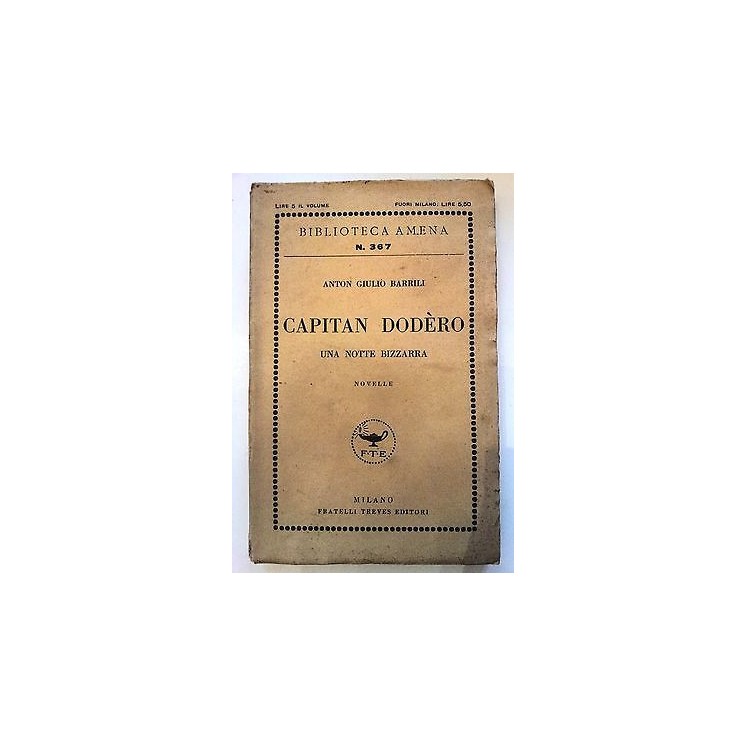 LIRE 5 IL VOLUME FUORI MILANO: LIRE 5,50
BIBLIOTECA AMENA
N. 367
ANTON GIULIO BARRILI
CAPITAN DODÈRO
UNA NOTTE BIZZARRA
NOVELLE
F·T·E
MILANO
FRATELLI TREVES EDITORI